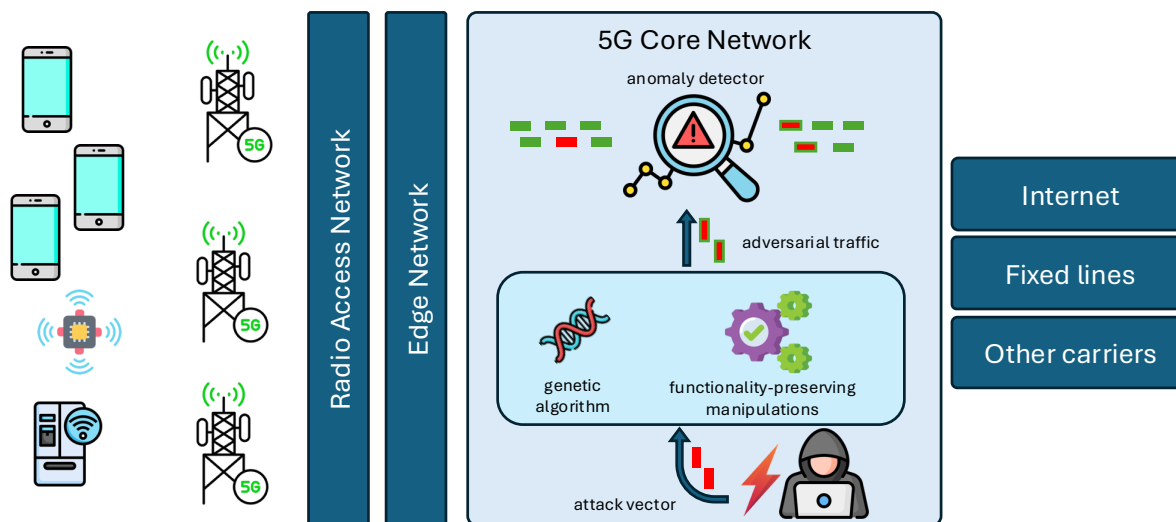 5G Core Network
anomaly detector
adversarial traffic
genetic
algorithm
functionality-preserving
manipulations
attack vector
5G
5G
5G
Radio Access Network
Edge Network
Internet
Fixed lines
Other carriers